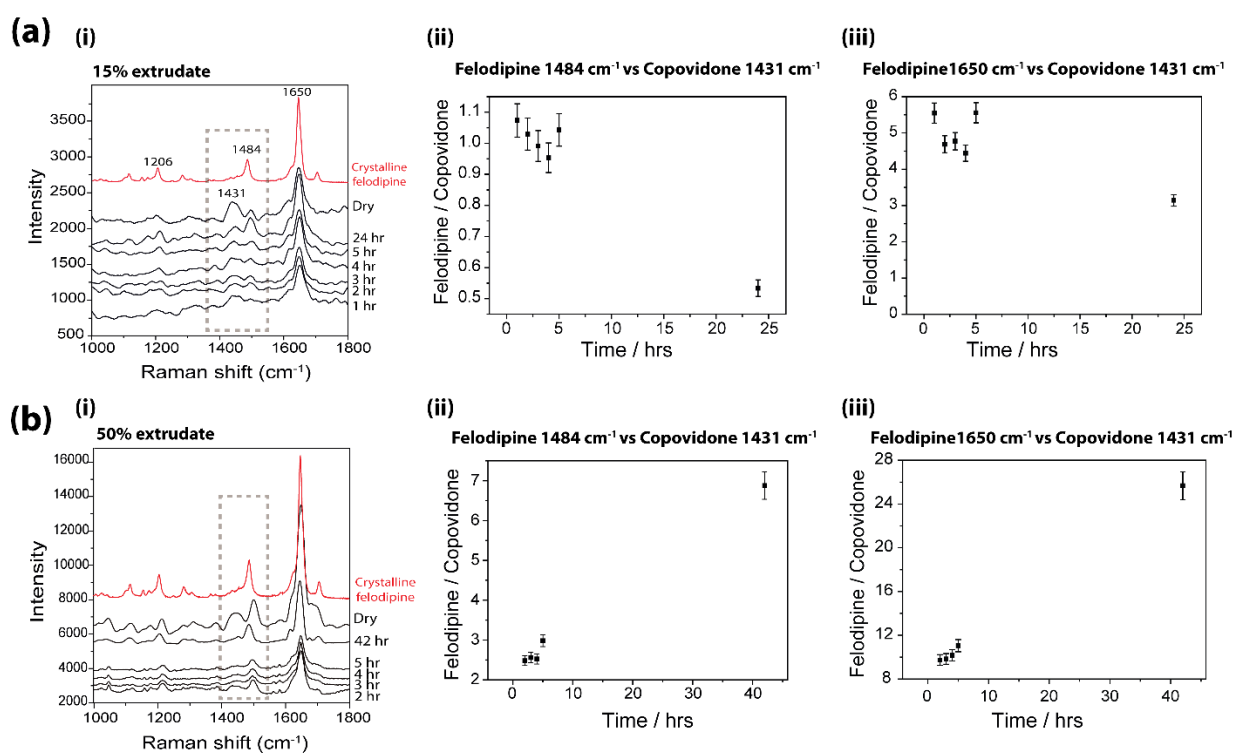 (a)
(i)
15% extrudate
Intensity
3500
3000
2500
2000
1500
1000
500
1650
1206
1484
1431
Crystalline
felodipine
Dry
24 hr
5 hr
4 hr
3 hr
2 hr
1 hr
1000 1200 1400 1600 1800
Raman shift (cm⁻¹)
(ii)
Felodipine 1484 cm⁻¹ vs Copovidone 1431 cm⁻¹
Felodipine / Copovidone
1.1
1.0
0.9
0.8
0.7
0.6
0.5
0 5 10 15 20 25
Time / hrs
(iii)
Felodipine1650 cm⁻¹ vs Copovidone 1431 cm⁻¹
Felodipine / Copovidone
6
5
4
3
2
1
0
0 5 10 15 20 25
Time / hrs
(b)
(i)
50% extrudate
Intensity
16000
14000
12000
10000
8000
6000
4000
2000
Crystalline
felodipine
Dry
42 hr
5 hr
4 hr
3 hr
2 hr
1000 1200 1400 1600 1800
Raman shift (cm⁻¹)
(ii)
Felodipine 1484 cm⁻¹ vs Copovidone 1431 cm⁻¹
Felodipine / Copovidone
7
6
5
4
3
2
0 10 20 30 40
Time / hrs
(iii)
Felodipine1650 cm⁻¹ vs Copovidone 1431 cm⁻¹
Felodipine / Copovidone
28
24
20
16
12
8
0 10 20 30 40
Time / hrs